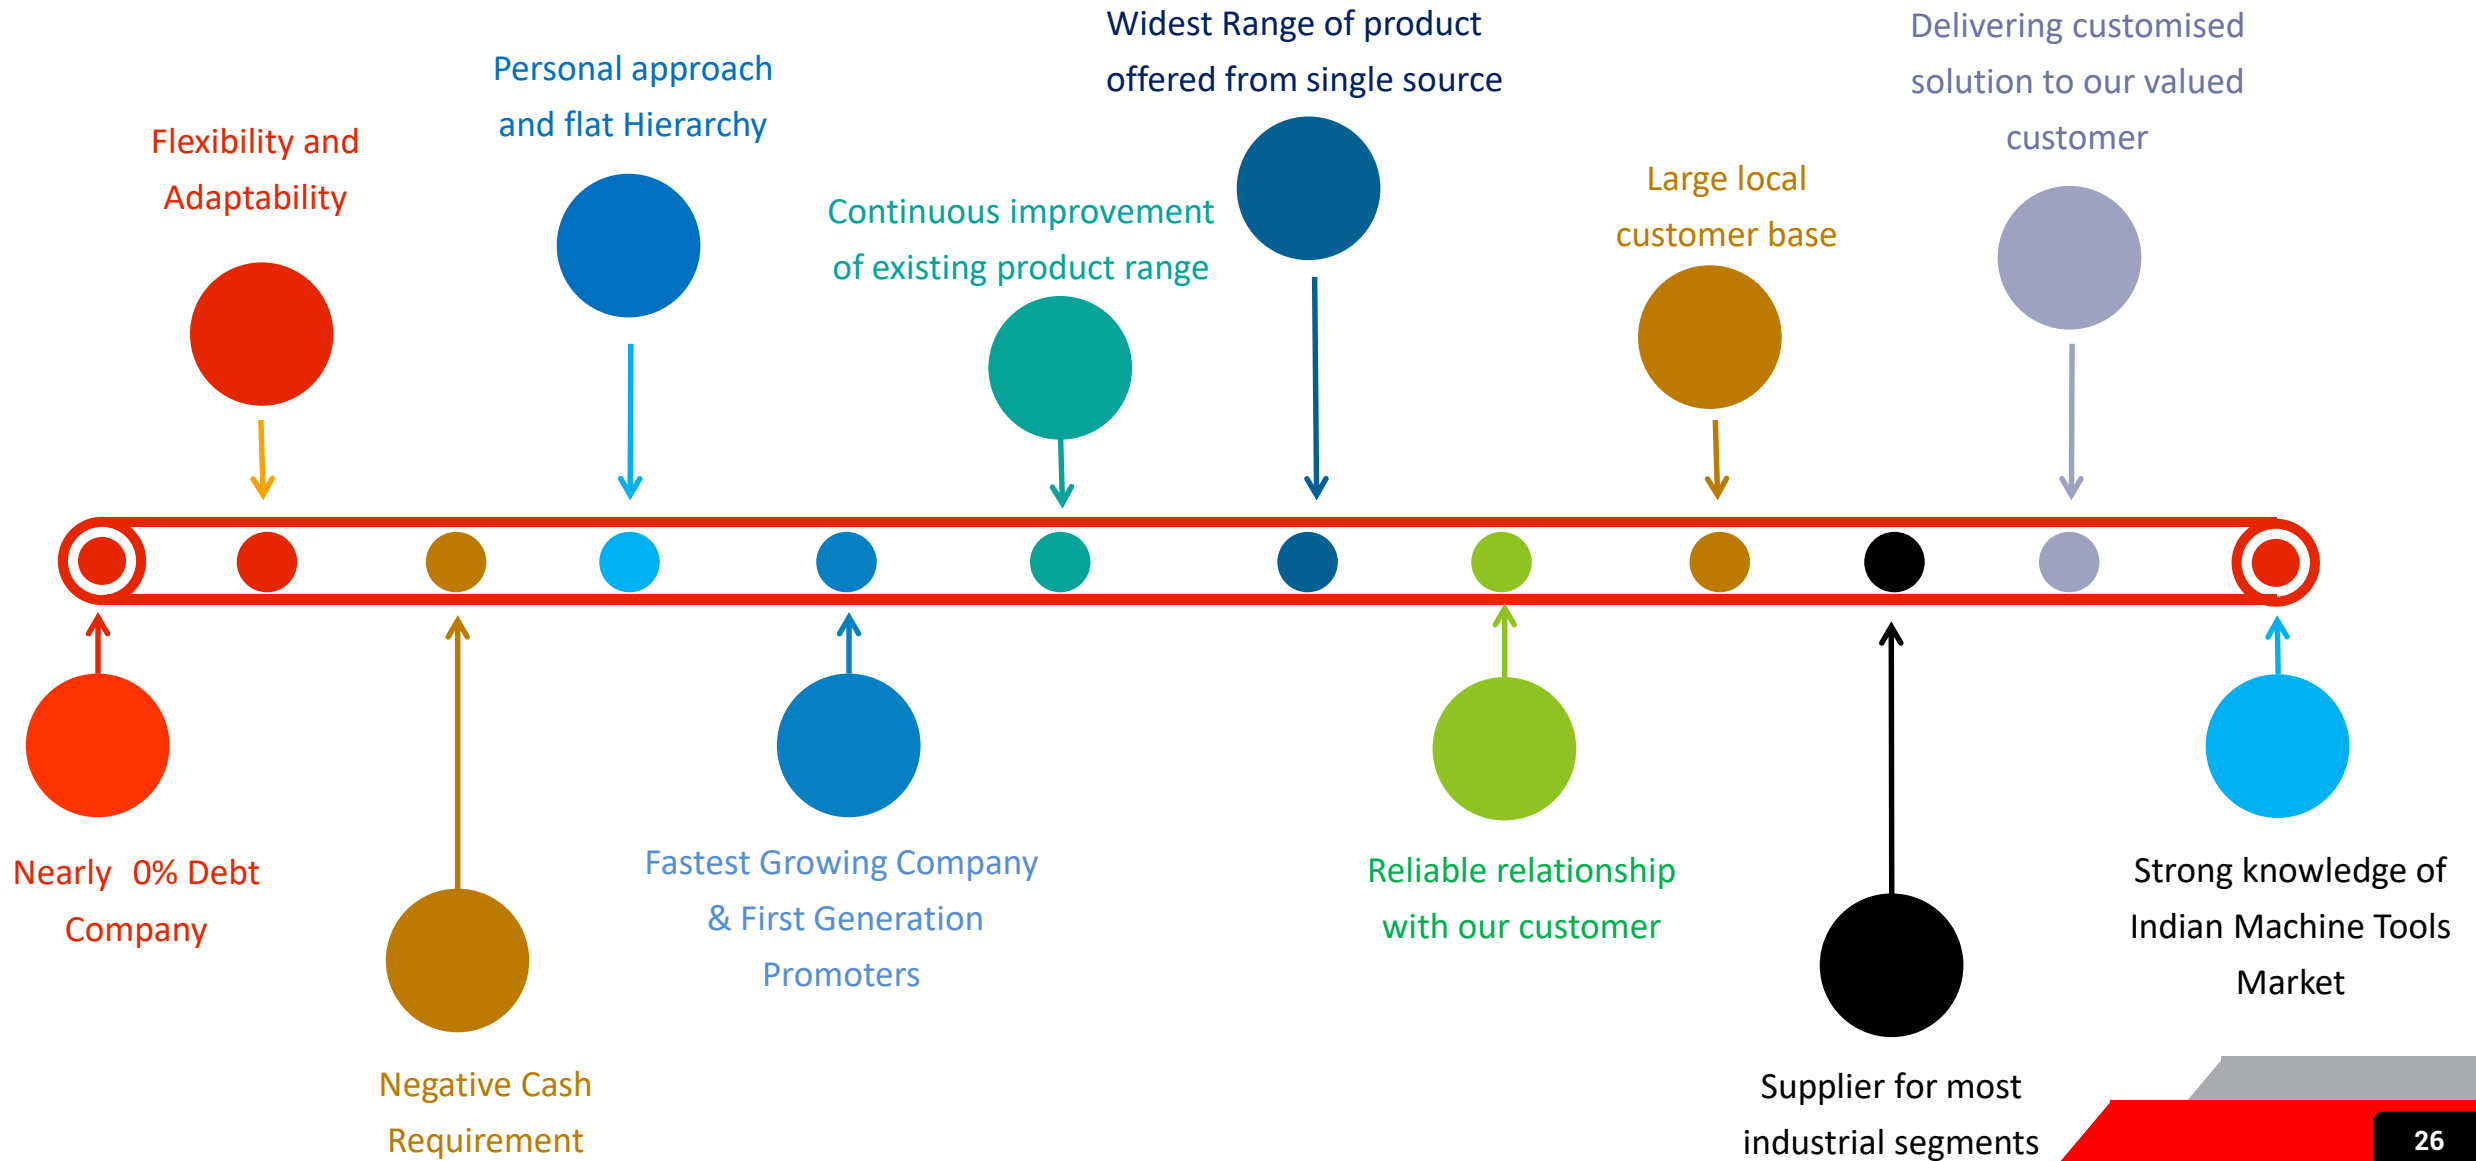 Widest Range of product
offered from single source
Delivering customised
solution to our valued
customer
Personal approach
and flat Hierarchy
Flexibility and
Adaptability
Large local
customer base
Continuous improvement
of existing product range
Nearly 0% Debt
Company
Fastest Growing Company
& First Generation
Promoters
Reliable relationship
with our customer
Strong knowledge of
Indian Machine Tools
Market
Negative Cash
Requirement
Supplier for most
industrial segments
26